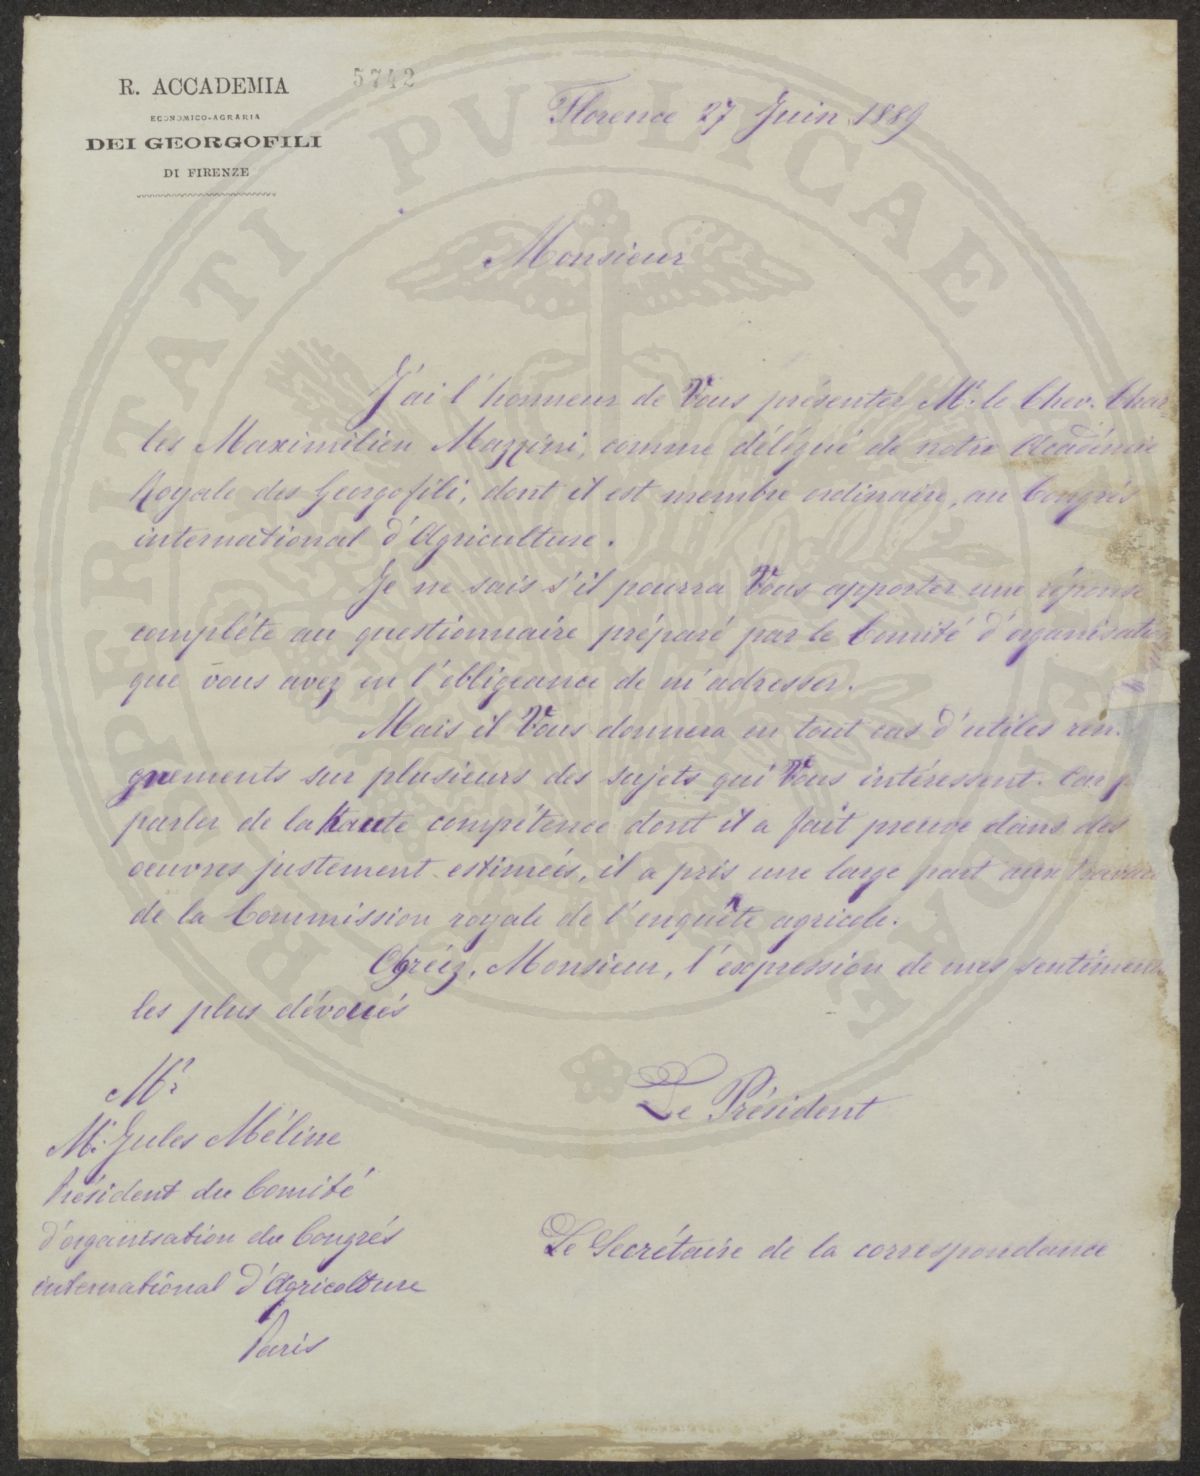 R. ACCADEMIA
ECONOMICO-AGRARIA
DEI GEORGOFILI
DI FIRENZE
5742
Florence 27 Juin 1889
Monsieur
J'ai l'honneur de Vous présenter Mr. le Chev. Char-
les Maximilien Mazzini, comme délégué de notre Académie
Royale des Georgofili, dont il est membre ordinaire, au Congrès
international d'Agriculture.
Je ne sais s'il pourra Vous apporter une réponse
complète au questionnaire préparé par le Comité d'organisation
que vous avez eu l'obligeance de m'adresser.
Mais il Vous donnera en tout cas d'utiles ren-
gnements sur plusieurs des sujets qui Vous intéressent. Car
parler de la haute compétence dont il a fait preuve dans des
oeuvres justement estimées, il a pris une large part aux travaux
de la Commission royale de l'enquête agricole.
Agréez, Monsieur, l'expression de mes sentiments
les plus dévoués
Mr.
Mr. Jules Méline
Président du Comité
d'organisation du Congrés
international d'Agricolture
Paris
Le Président
Le Secrétaire de la correspondance
PROSPERITATI PUBLICAE AUGENDAE